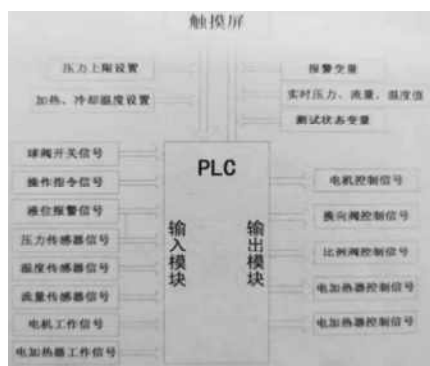 触摸屏
压力上限设置
报警变量
加热、冷却温度设置
实时压力、流量、温度值
测试状态变量
球阀开关信号
操作指令信号
液位报警信号
压力传感器信号
温度传感器信号
流量传感器信号
电机工作信号
电加热器工作信号
PLC
输入模块
输出模块
电机控制信号
换向阀控制信号
比例阀控制信号
电加热器控制信号
电加热器控制信号